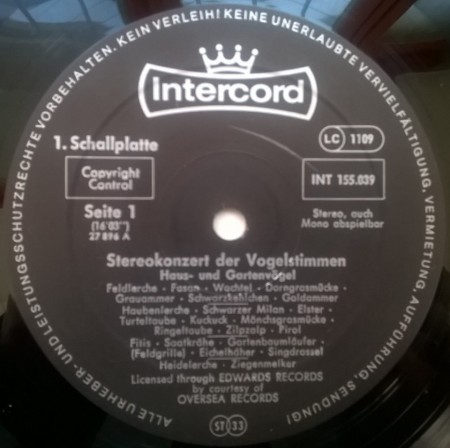 ALLE URHEBER- UND LEISTUNGSSCHUTZRECHTE VORBEHALTEN. KEIN VERLEIH! KEINE UNERLAUBTE VERVIELFÄLTIGUNG, VERMIETUNG, AUFFÜHRUNG, SENDUNG!
Intercord
1. Schallplatte
LC 1109
Copyright
Control
INT 155.039
Seite 1
(16'03")
27 896 A
Stereo, auch
Mono abspielbar
Stereokonzert der Vogelstimmen
Haus- und Gartenvögel
Feldlerche · Fasan · Wachtel · Dorngrasmücke ·
Grauammer · Schwarzkehlchen · Goldammer
Haubenlerche · Schwarzer Milan · Elster ·
Turteltaube · Kuckuck · Mönchsgrasmücke
Ringeltaube · Zilpzalp · Pirol
Fitis · Saatkrähe · Gartenbaumläufer ·
(Feldgrille) · Eichelhäher · Singdrossel
Heidelerche · Ziegenmelker
Licensed through EDWARDS RECORDS
by courtesy of
OVERSEA RECORDS
ST 33